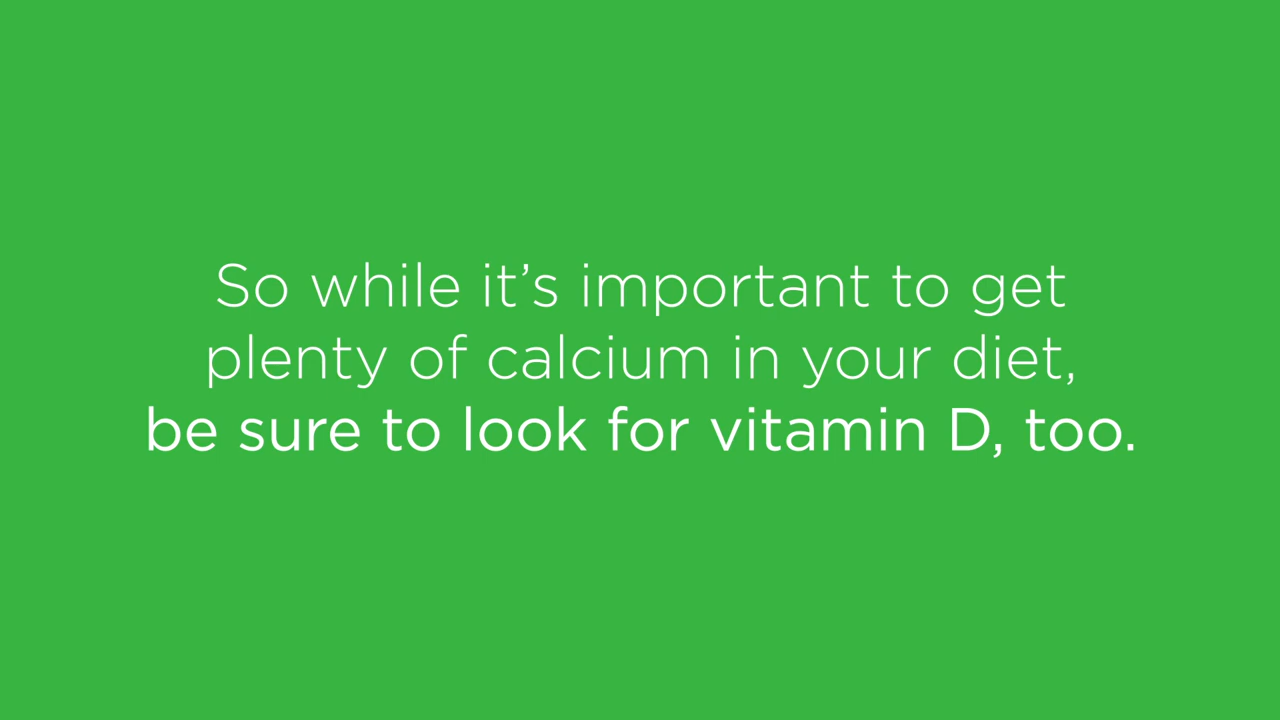 So while it’s important to get
plenty of calcium in your diet,
be sure to look for vitamin D, too.